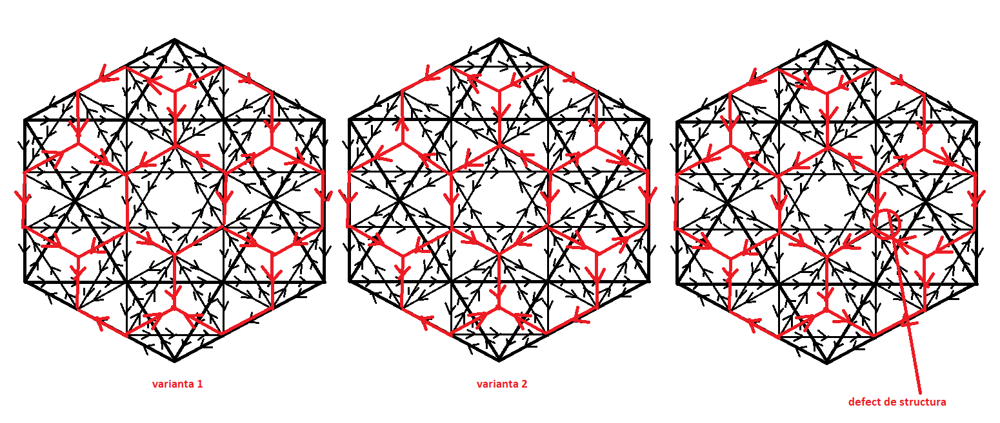 varianta 1
varianta 2
defect de structura